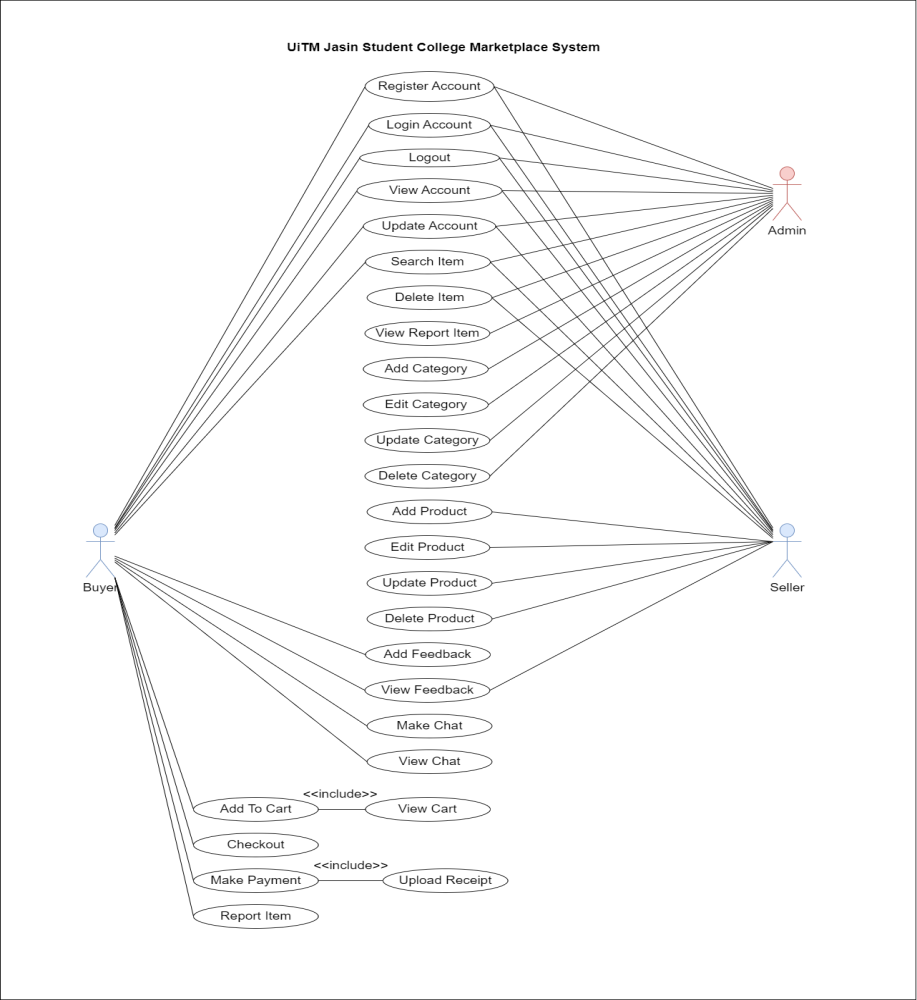 UiTM Jasin Student College Marketplace System
Register Account
Login Account
Logout
View Account
Admin
Update Account
Search Item
Delete Item
View Report Item
Add Category
Edit Category
Update Category
Delete Category
Add Product
Edit Product
Update Product
Buyer
Seller
Delete Product
Add Feedback
View Feedback
Make Chat
View Chat
<<include>>
Add To Cart
View Cart
Checkout
<<include>>
Make Payment
Upload Receipt
Report Item